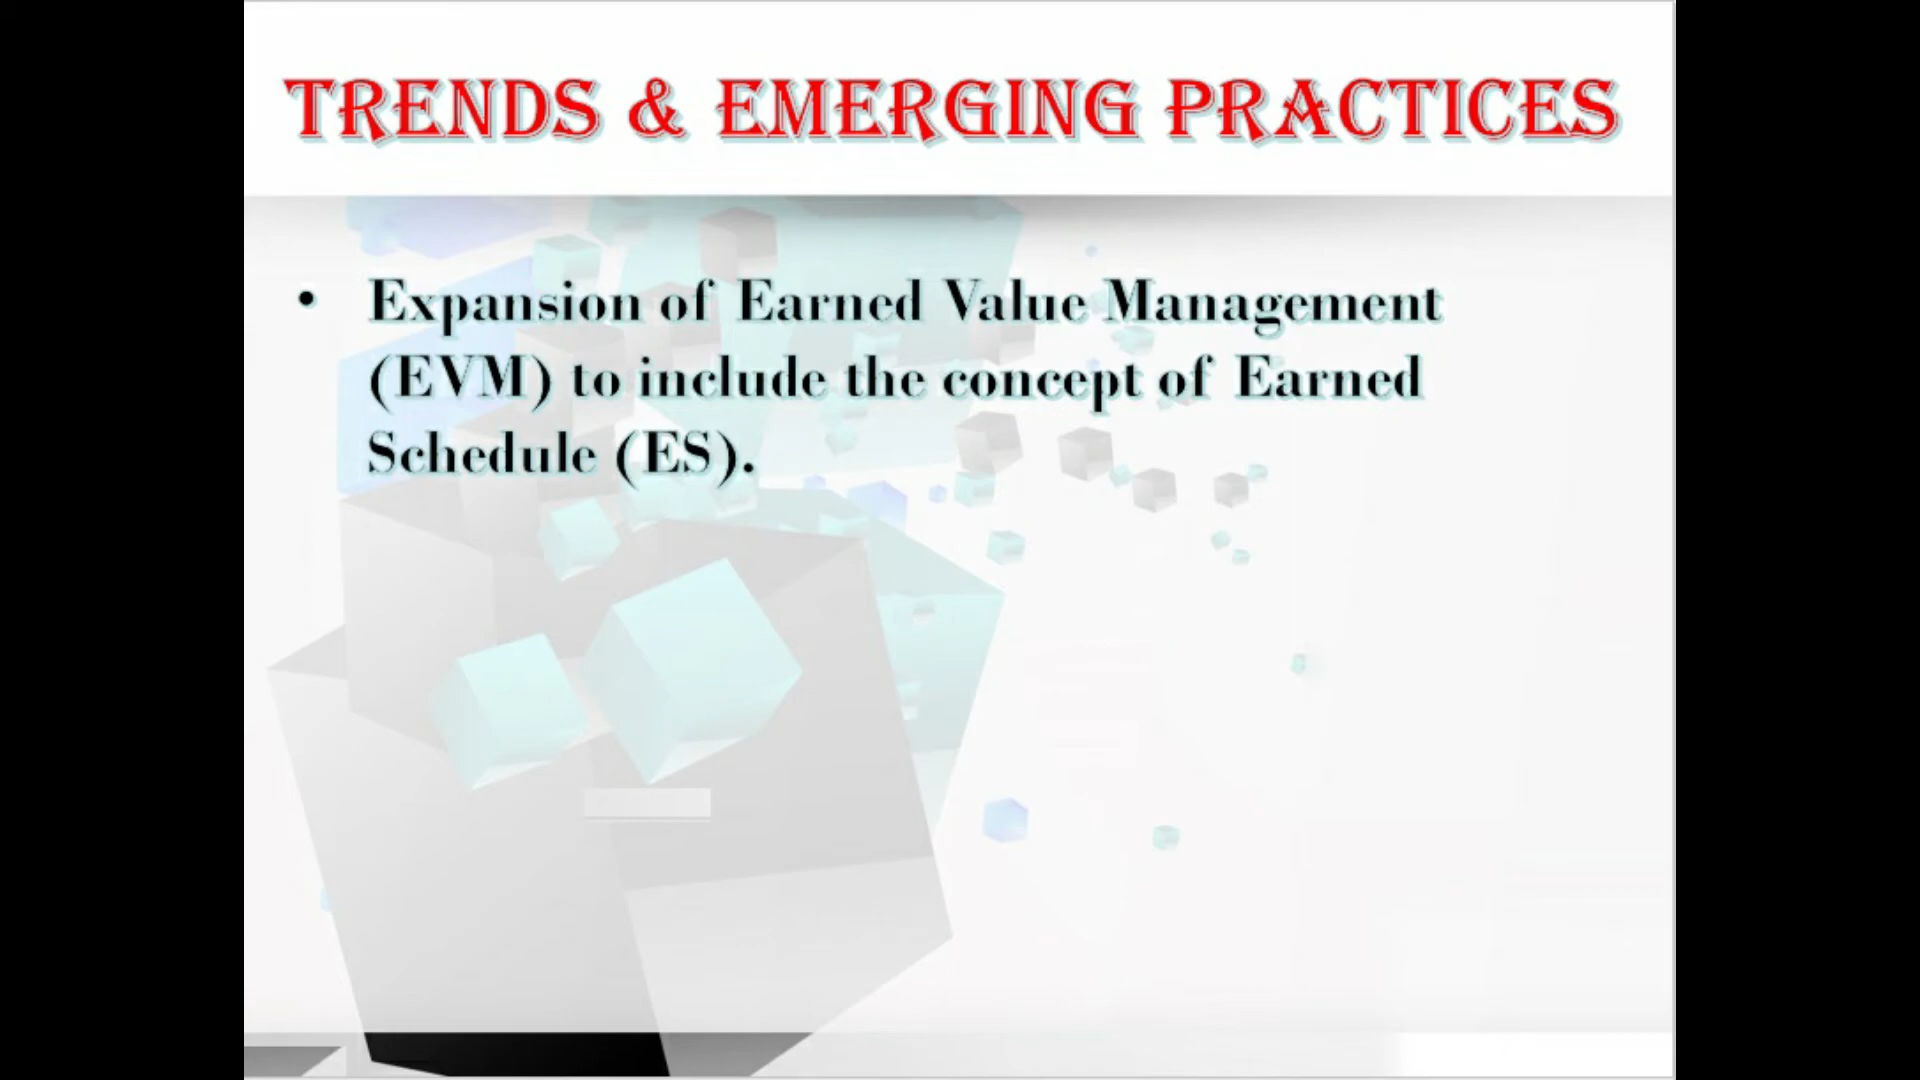 TRENDS & EMERGING PRACTICES
• Expansion of Earned Value Management
(EVM) to include the concept of Earned
Schedule (ES).